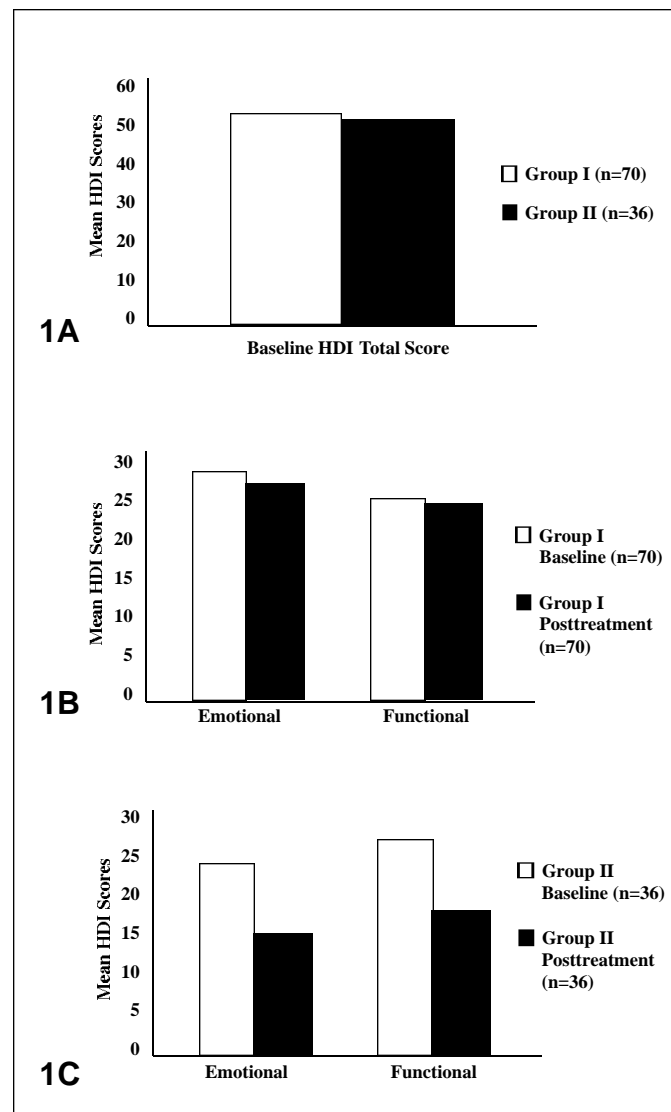 60
50
40
30
20
10
0
Mean HDI Scores
Group I (n=70)
Group II (n=36)
Baseline HDI Total Score
1A
30
25
20
15
10
5
0
Mean HDI Scores
Group I
Baseline (n=70)
Group I
Posttreatment
(n=70)
Emotional Functional
1B
30
25
20
15
10
5
0
Mean HDI Scores
Group II
Baseline (n=36)
Group II
Posttreatment
(n=36)
Emotional Functional
1C